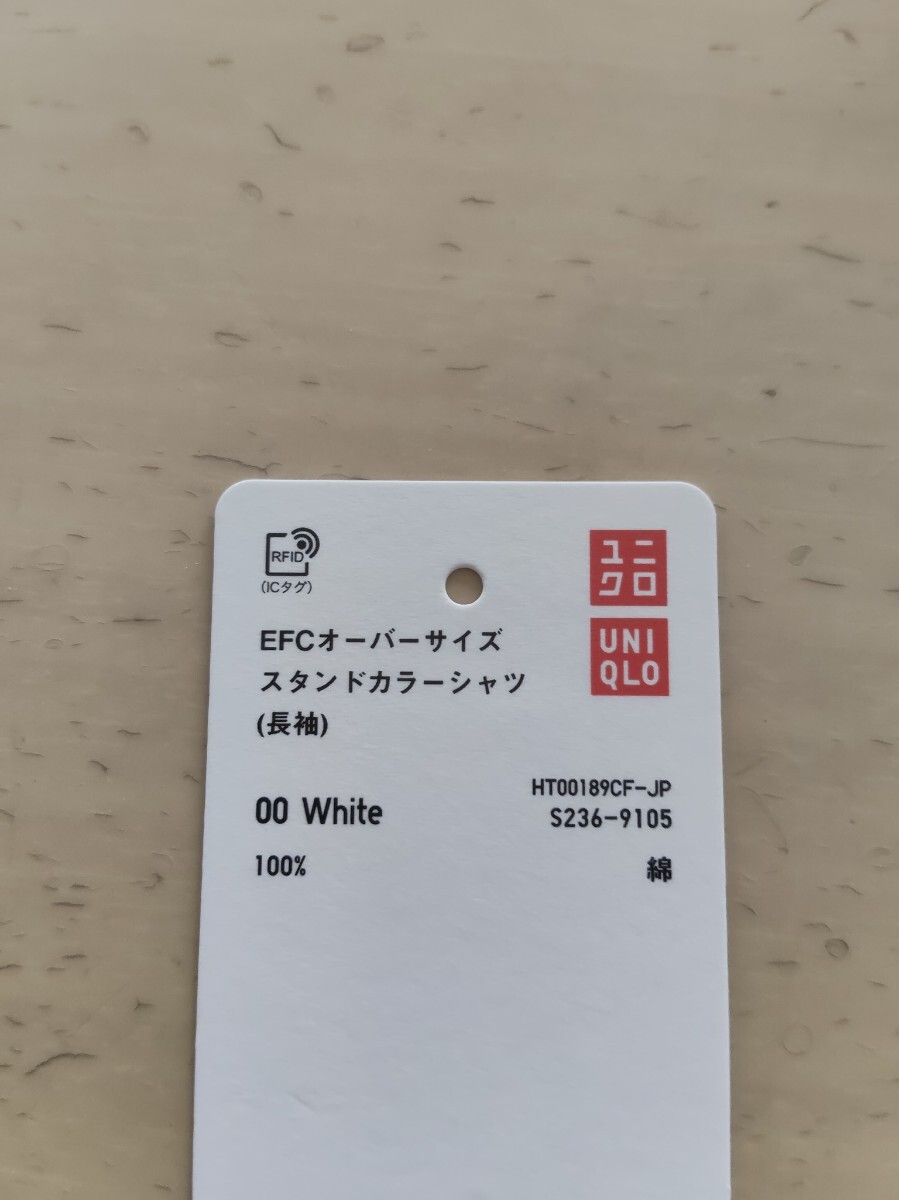 RFID
(ICタグ)
ユニ
クロ
UNI
QLO
EFCオーバーサイズ
スタンドカラーシャツ
(長袖)
HT00189CF-JP
00 White
S236-9105
100%
綿